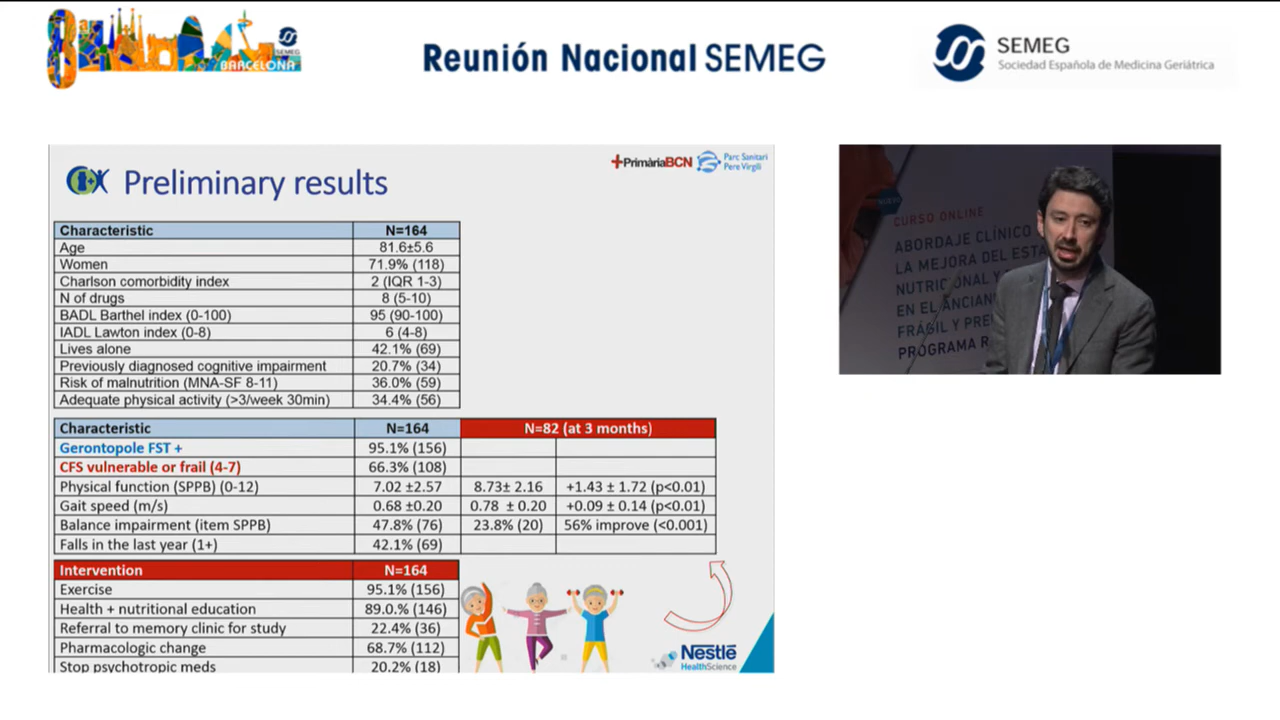 SEMEG
BARCELONA
Reunión Nacional SEMEG
SEMEG
Sociedad Española de Medicina Geriátrica
Preliminary results
+PrimàriaBCN
Parc Sanitari
Pere Virgili
Characteristic N=164
Age 81.6±5.6
Women 71.9% (118)
Charlson comorbidity index 2 (IQR 1-3)
N of drugs 8 (5-10)
BADL Barthel index (0-100) 95 (90-100)
IADL Lawton index (0-8) 6 (4-8)
Lives alone 42.1% (69)
Previously diagnosed cognitive impairment 20.7% (34)
Risk of malnutrition (MNA-SF 8-11) 36.0% (59)
Adequate physical activity (>3/week 30min) 34.4% (56)
Characteristic N=164 N=82 (at 3 months)
Gerontopole FST + 95.1% (156)
CFS vulnerable or frail (4-7) 66.3% (108)
Physical function (SPPB) (0-12) 7.02 ±2.57 8.73± 2.16 +1.43 ± 1.72 (p<0.01)
Gait speed (m/s) 0.68 ±0.20 0.78 ± 0.20 +0.09 ± 0.14 (p<0.01)
Balance impairment (item SPPB) 47.8% (76) 23.8% (20) 56% improve (<0.001)
Falls in the last year (1+) 42.1% (69)
Intervention N=164
Exercise 95.1% (156)
Health + nutritional education 89.0.% (146)
Referral to memory clinic for study 22.4% (36)
Pharmacologic change 68.7% (112)
Stop psychotropic meds 20.2% (18)
Nestlé
HealthScience
CURSO ONLINE
ABORDAJE CLÍNICO
LA MEJORA DEL ESTA
NUTRICIONAL Y
EN EL ANCIAN
FRÁGIL Y PRE
PROGRAMA R